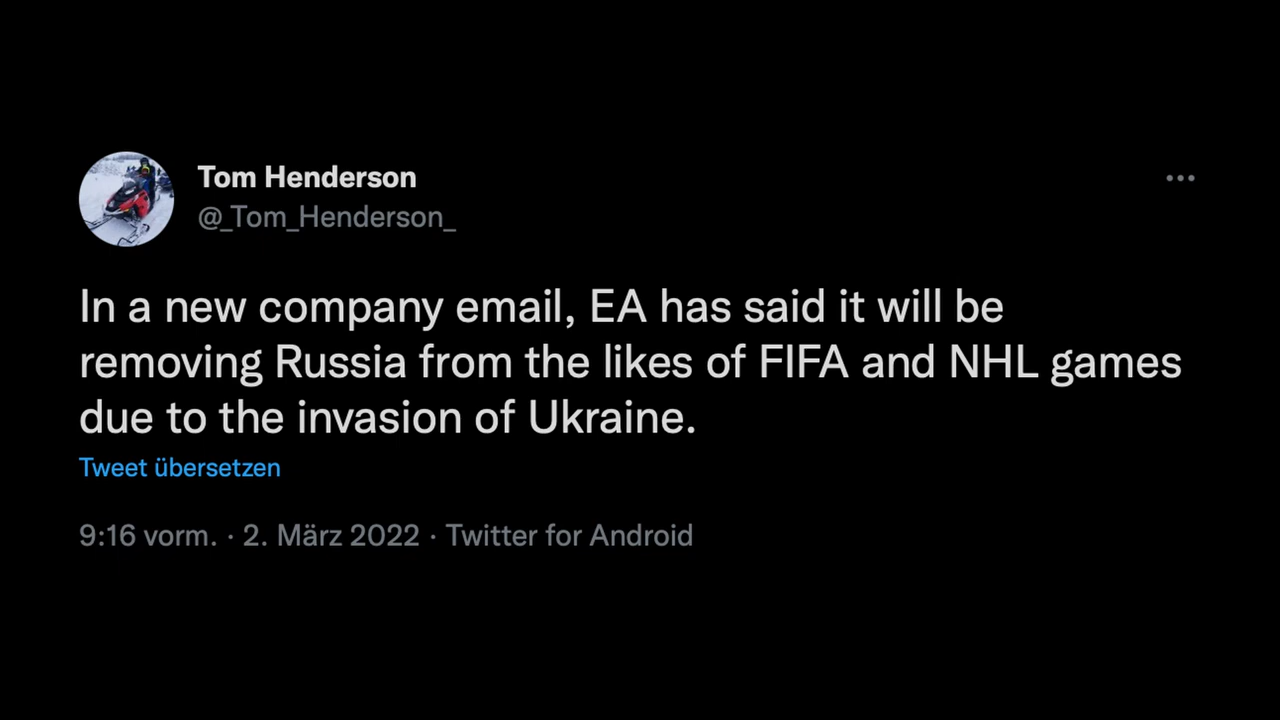 Tom Henderson
@_Tom_Henderson_
In a new company email, EA has said it will be
removing Russia from the likes of FIFA and NHL games
due to the invasion of Ukraine.
Tweet übersetzen
9:16 vorm. · 2. März 2022 · Twitter for Android